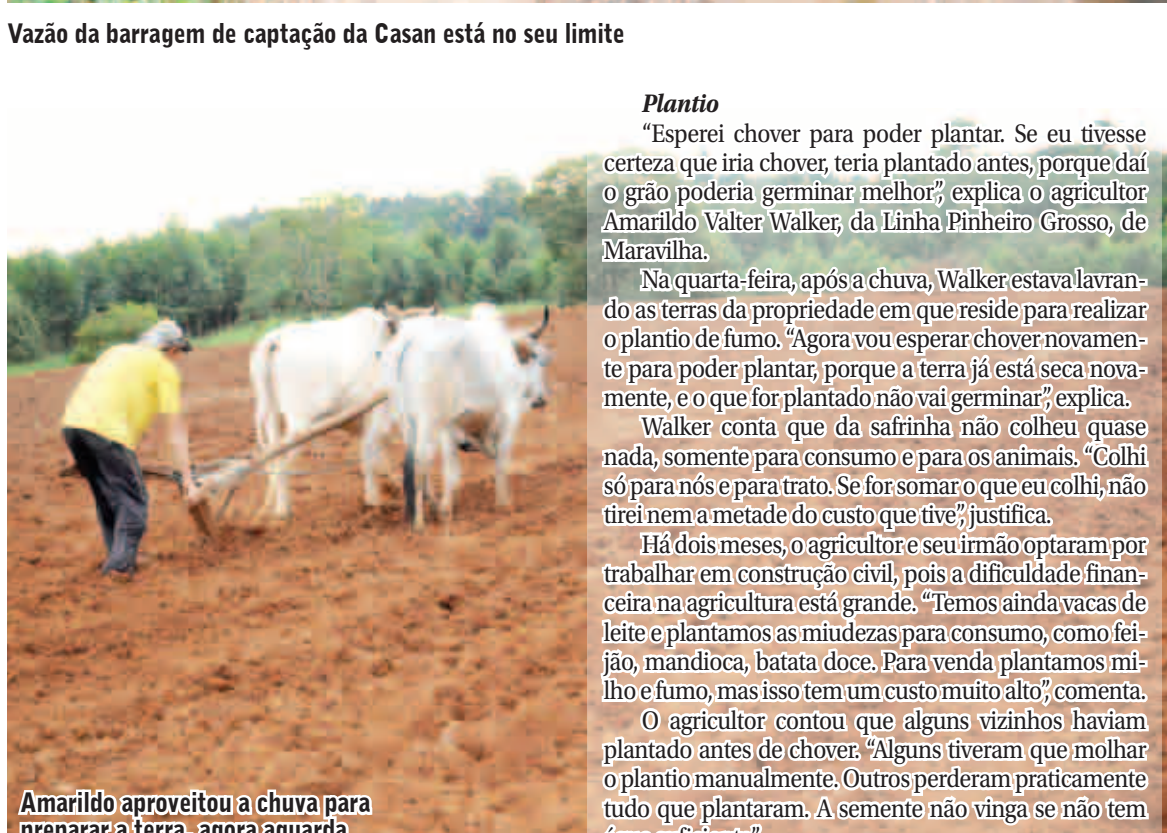 Vazão da barragem de captação da Casan está no seu limite
Plantio
“Esperei chover para poder plantar. Se eu tivesse
certeza que iria chover, teria plantado antes, porque daí
o grão poderia germinar melhor”, explica o agricultor
Amarildo Valter Walker, da Linha Pinheiro Grosso, de
Maravilha.
Na quarta-feira, após a chuva, Walker estava lavran-
do as terras da propriedade em que reside para realizar
o plantio de fumo. “Agora vou esperar chover novamen-
te para poder plantar, porque a terra já está seca nova-
mente, e o que for plantado não vai germinar”, explica.
Walker conta que da safrinha não colheu quase
nada, somente para consumo e para os animais. “Colhi
só para nós e para trato. Se for somar o que eu colhi, não
tirei nem a metade do custo que tive”, justifica.
Há dois meses, o agricultor e seu irmão optaram por
trabalhar em construção civil, pois a dificuldade finan-
ceira na agricultura está grande. “Temos ainda vacas de
leite e plantamos as miudezas para consumo, como fei-
jão, mandioca, batata doce. Para venda plantamos mi-
lho e fumo, mas isso tem um custo muito alto”, comenta.
O agricultor contou que alguns vizinhos haviam
plantado antes de chover. “Alguns tiveram que molhar
o plantio manualmente. Outros perderam praticamente
tudo que plantaram. A semente não vinga se não tem
Amarildo aproveitou a chuva para
preparar a terra, agora aguarda